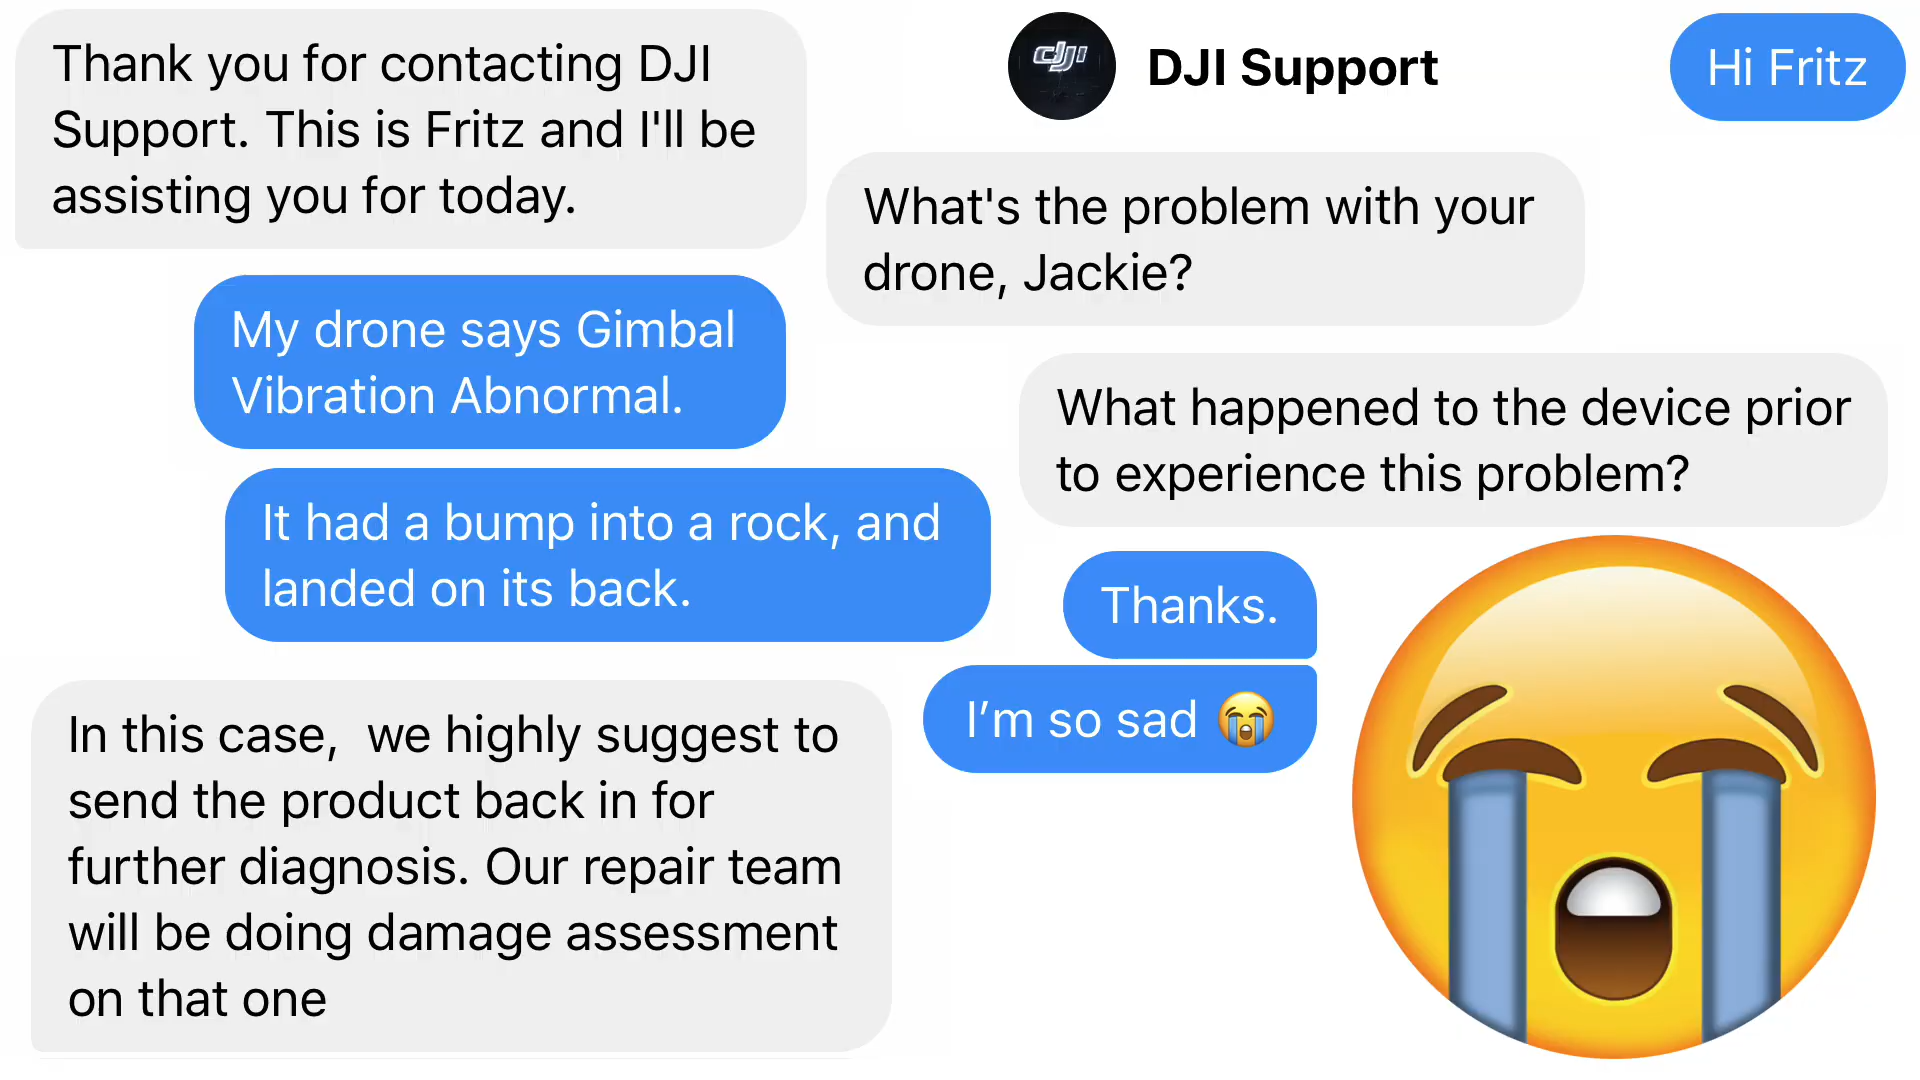 Thank you for contacting DJI
Support. This is Fritz and I'll be
assisting you for today.
dji
DJI Support
Hi Fritz
What's the problem with your
drone, Jackie?
My drone says Gimbal
Vibration Abnormal.
What happened to the device prior
to experience this problem?
It had a bump into a rock, and
landed on its back.
In this case,  we highly suggest to
send the product back in for
further diagnosis. Our repair team
will be doing damage assessment
on that one
Thanks.
I’m so sad 😭